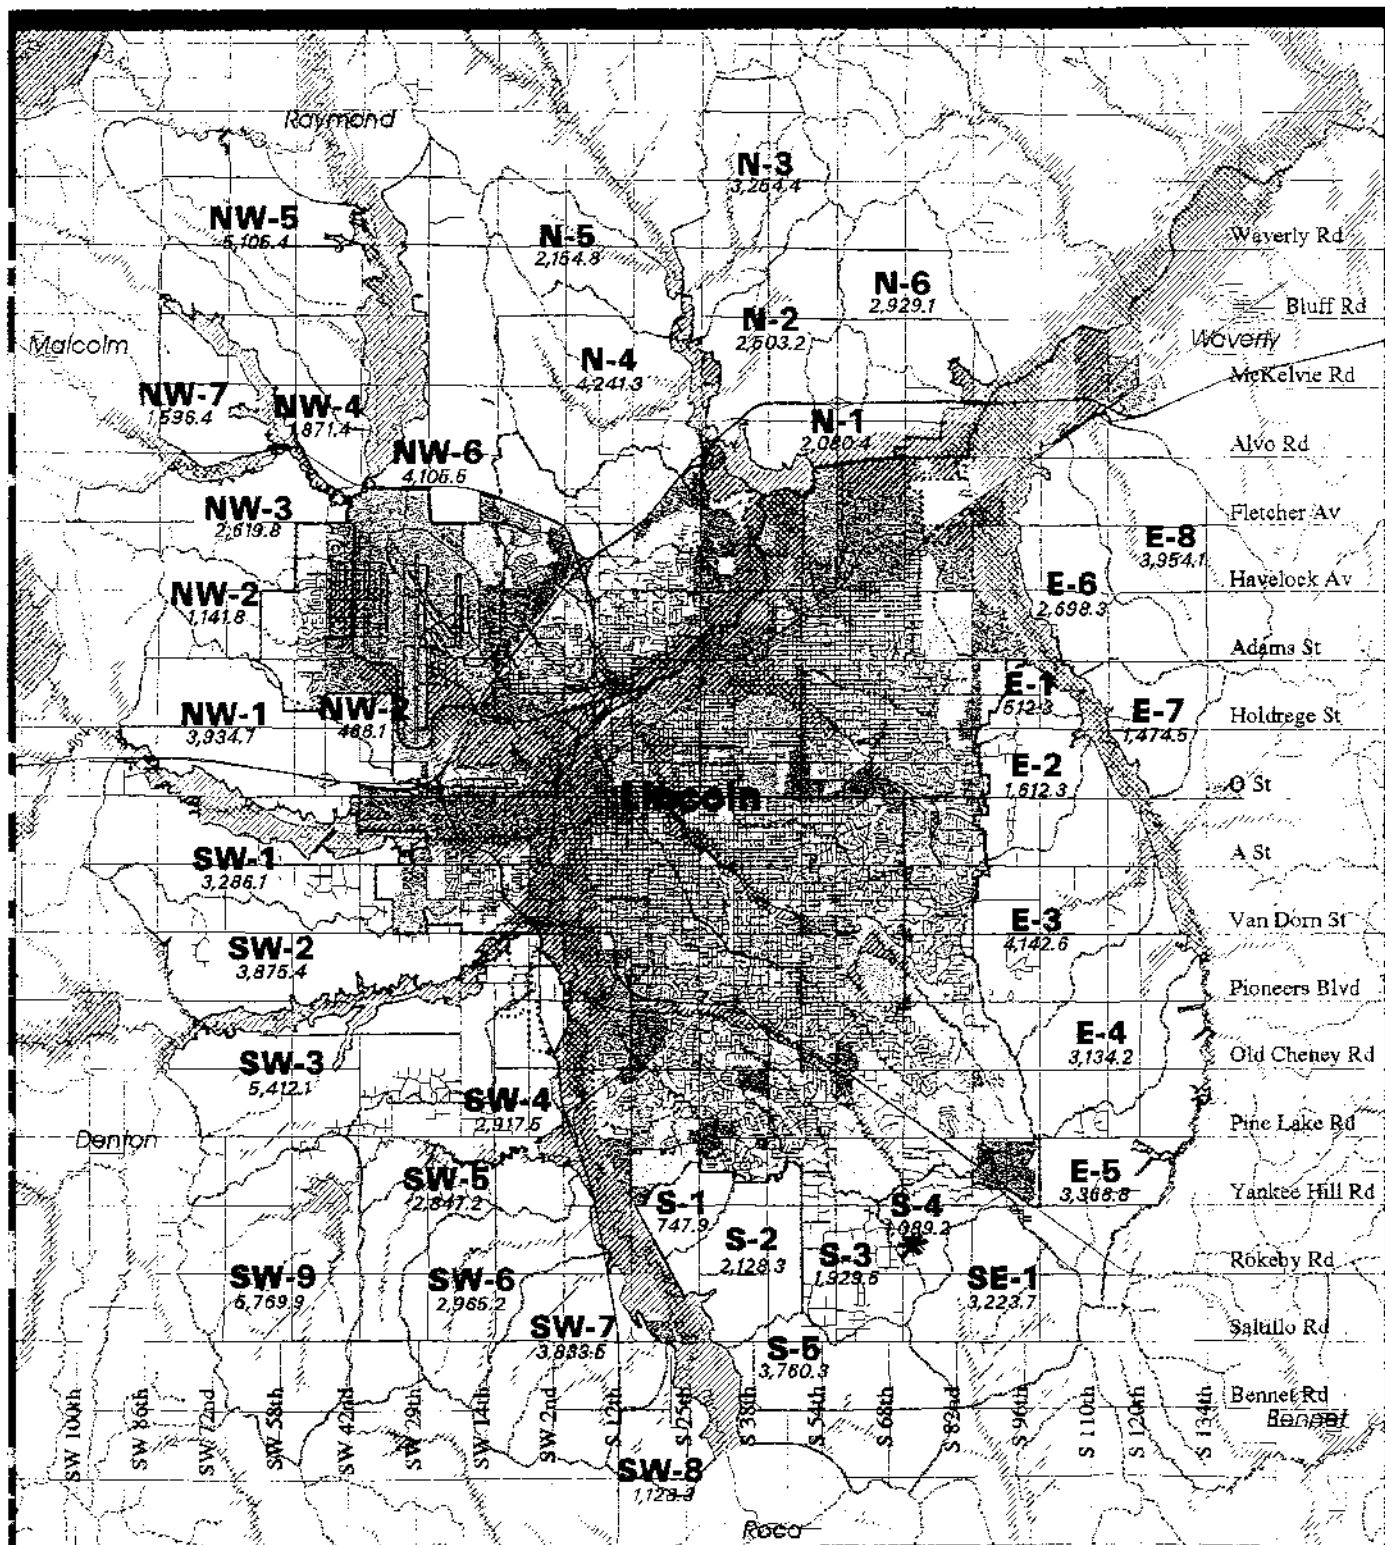 Raymond
N-3
3,254.4
NW-5
5,106.4
N-5
2,154.8
Waverly Rd
N-6
2,929.1
Bluff Rd
N-2
2,503.2
Malcolm
Waverly
N-4
4,241.3
McKelvie Rd
NW-7
1,596.4
NW-4
1,871.4
N-1
2,080.4
Alvo Rd
NW-6
4,106.5
NW-3
2,619.8
Fletcher Av
E-8
3,954.1
Havelock Av
NW-2
1,141.8
E-6
2,698.3
Adams St
E-1
612.3
NW-1
3,934.7
NW-2
468.1
E-7
1,474.5
Holdrege St
E-2
1,612.3
O St
Lincoln
SW-1
3,286.1
A St
E-3
4,142.6
Van Dorn St
SW-2
3,875.4
Pioneers Blvd
E-4
3,134.2
Old Cheney Rd
SW-3
5,412.1
SW-4
2,917.5
Denton
Pine Lake Rd
SW-5
2,847.2
E-5
3,368.8
Yankee Hill Rd
S-1
747.9
S-4
1,089.2
S-2
2,128.3
S-3
1,929.5
Rokeby Rd
SW-9
5,769.9
SW-6
2,965.2
SE-1
3,223.7
SW-7
3,883.5
Saltillo Rd
S-5
3,760.3
Bennet Rd
Bennet
SW 100th
SW 86th
SW 72nd
SW 58th
SW 42nd
SW 29th
SW 14th
SW 2nd
S 12th
S 25th
S 38th
S 54th
S 68th
S 82nd
S 96th
S 110th
S 120th
S 134th
SW-8
1,128.3
Roca